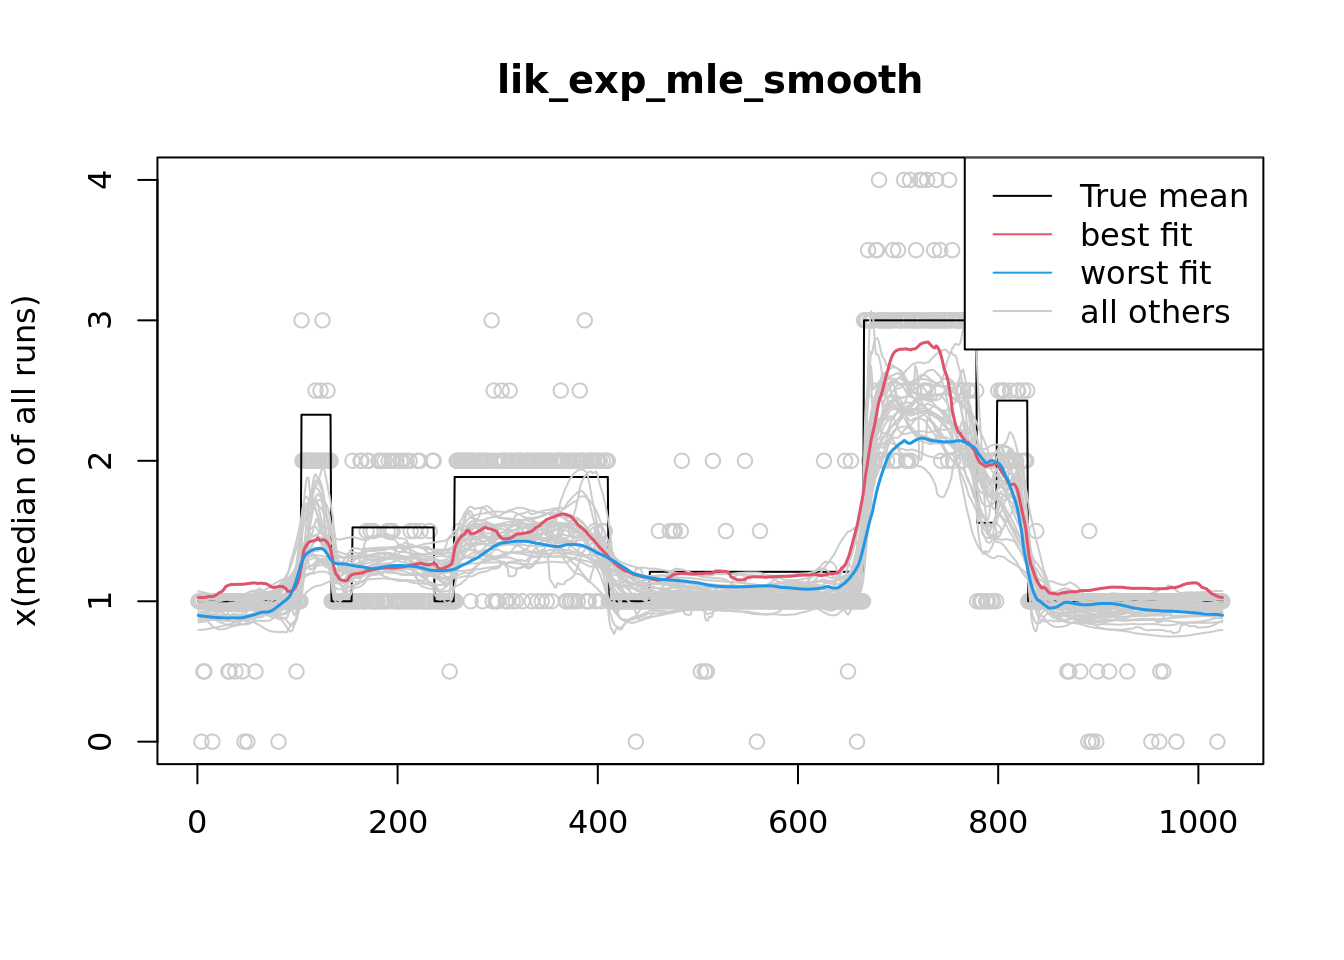 lik_exp_mle_smooth
x(median of all runs)
4
3
2
1
0
True mean
best fit
worst fit
all others
0 200 400 600 800 1000